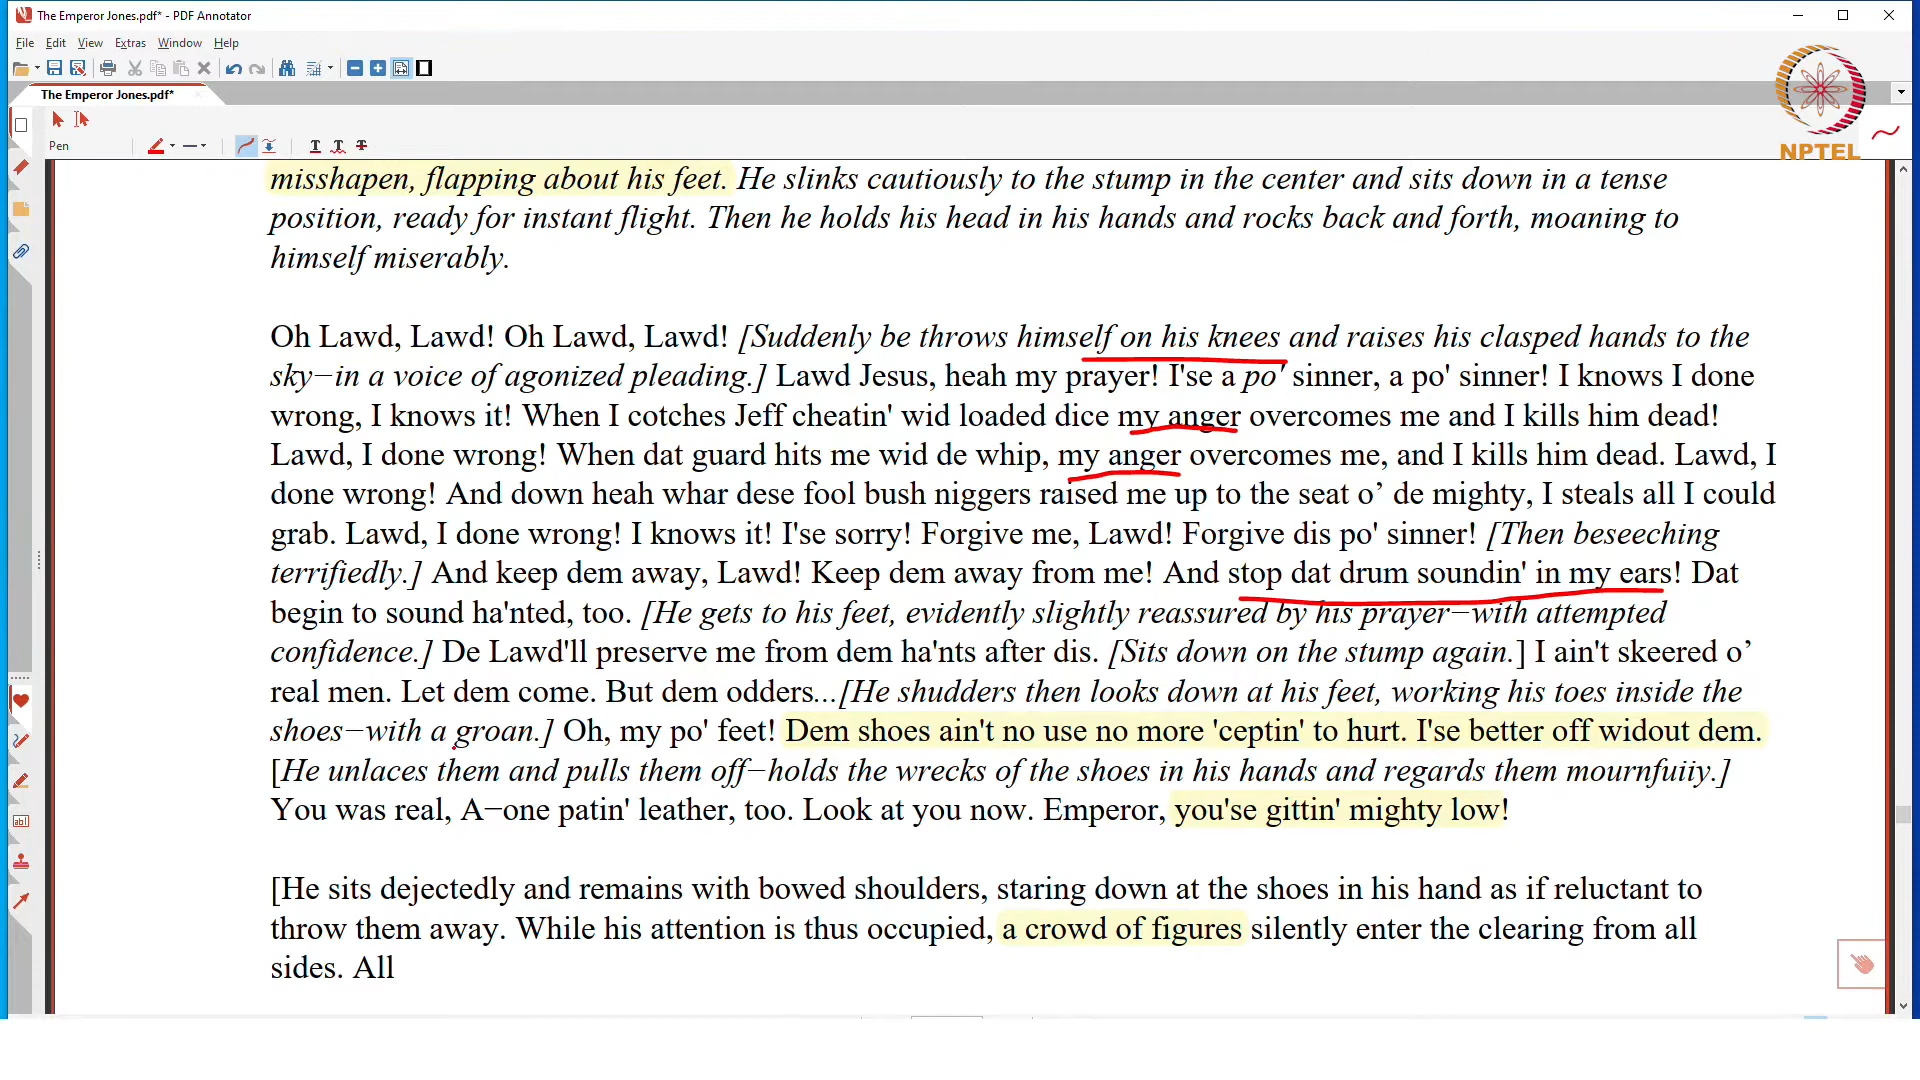 The Emperor Jones.pdf* - PDF Annotator
File Edit View Extras Window Help
The Emperor Jones.pdf*
Pen
NPTEL
misshapen, flapping about his feet. He slinks cautiously to the stump in the center and sits down in a tense
position, ready for instant flight. Then he holds his head in his hands and rocks back and forth, moaning to
himself miserably.
Oh Lawd, Lawd! Oh Lawd, Lawd! [Suddenly be throws himself on his knees and raises his clasped hands to the
sky−in a voice of agonized pleading.] Lawd Jesus, heah my prayer! I'se a po' sinner, a po' sinner! I knows I done
wrong, I knows it! When I cotches Jeff cheatin' wid loaded dice my anger overcomes me and I kills him dead!
Lawd, I done wrong! When dat guard hits me wid de whip, my anger overcomes me, and I kills him dead. Lawd, I
done wrong! And down heah whar dese fool bush niggers raised me up to the seat o’ de mighty, I steals all I could
grab. Lawd, I done wrong! I knows it! I'se sorry! Forgive me, Lawd! Forgive dis po' sinner! [Then beseeching
terrifiedly.] And keep dem away, Lawd! Keep dem away from me! And stop dat drum soundin' in my ears! Dat
begin to sound ha'nted, too. [He gets to his feet, evidently slightly reassured by his prayer−with attempted
confidence.] De Lawd'll preserve me from dem ha'nts after dis. [Sits down on the stump again.] I ain't skeered o’
real men. Let dem come. But dem odders...[He shudders then looks down at his feet, working his toes inside the
shoes−with a groan.] Oh, my po' feet! Dem shoes ain't no use no more 'ceptin' to hurt. I'se better off widout dem.
[He unlaces them and pulls them off−holds the wrecks of the shoes in his hands and regards them mournfuiiy.]
You was real, A−one patin' leather, too. Look at you now. Emperor, you'se gittin' mighty low!
[He sits dejectedly and remains with bowed shoulders, staring down at the shoes in his hand as if reluctant to
throw them away. While his attention is thus occupied, a crowd of figures silently enter the clearing from all
sides. All